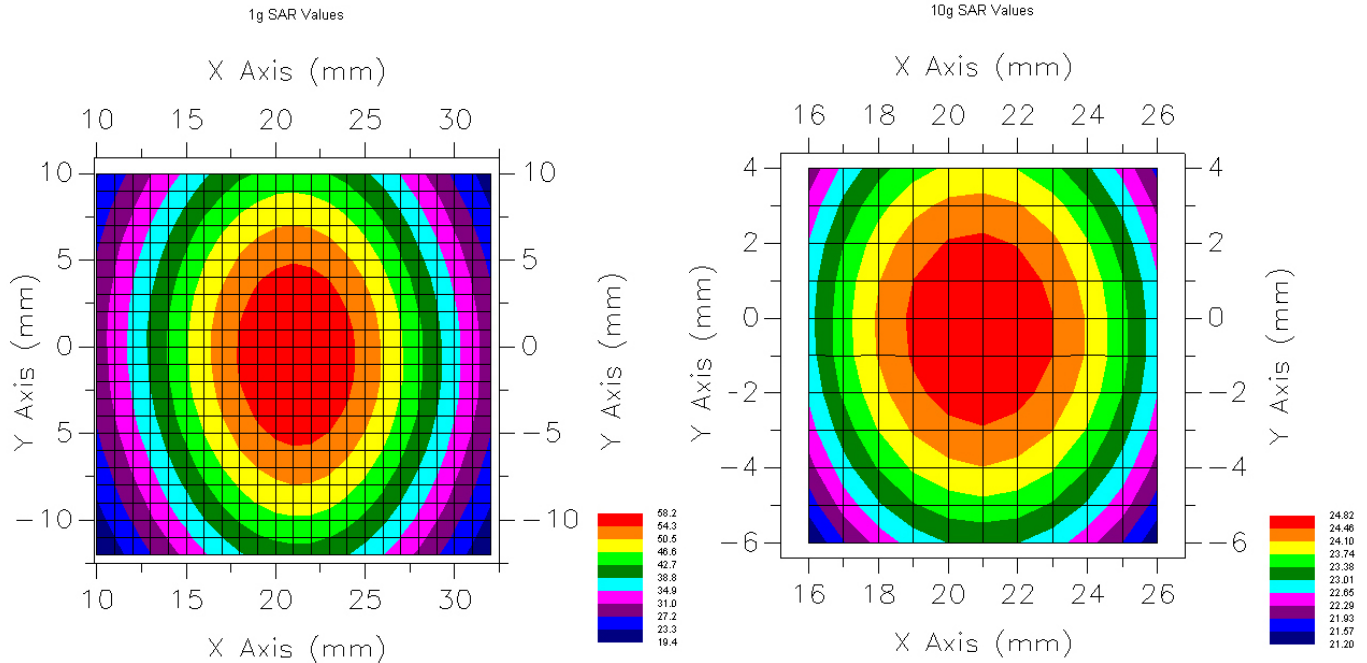 1g SAR Values
X Axis (mm)
10 15 20 25 30
10 10
5 5
0 0
-5 -5
-10 -10
Y Axis (mm)
Y Axis (mm)
10 15 20 25 30
X Axis (mm)
58.2
54.3
50.5
46.6
42.7
38.8
34.9
31.0
27.2
23.3
19.4
10g SAR Values
X Axis (mm)
16 18 20 22 24 26
4 4
2 2
0 0
-2 -2
-4 -4
-6 -6
Y Axis (mm)
Y Axis (mm)
16 18 20 22 24 26
X Axis (mm)
24.82
24.46
24.10
23.74
23.38
23.01
22.65
22.29
21.93
21.57
21.20